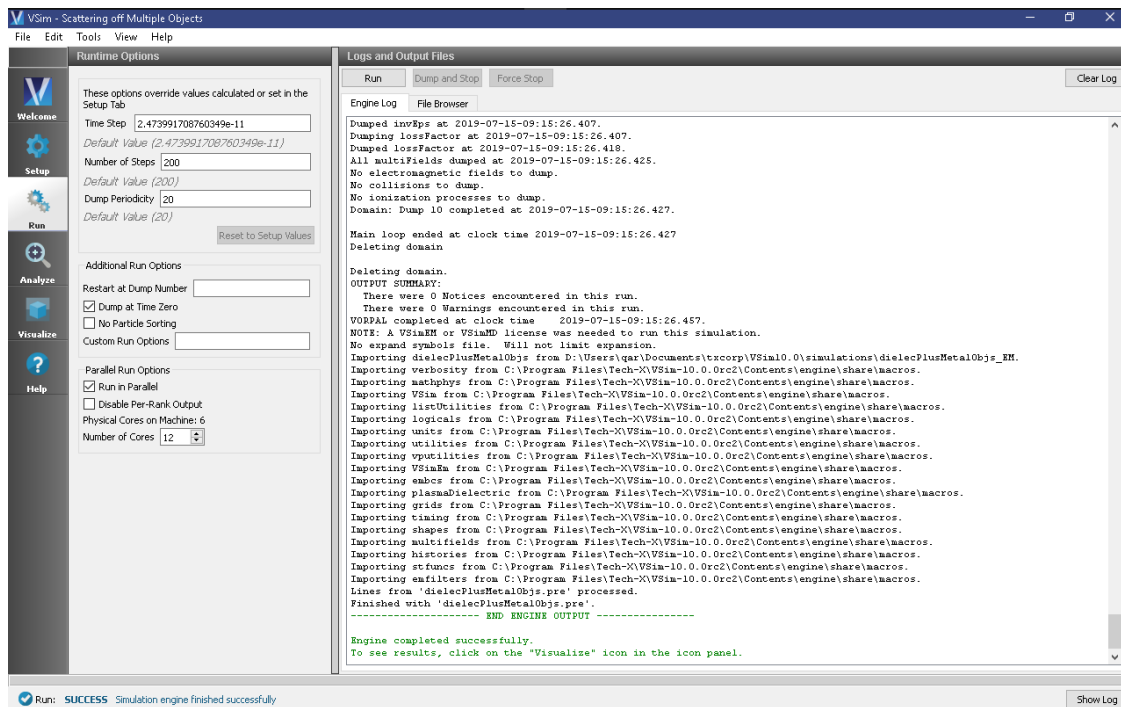 VSim - Scattering off Multiple Objects
File Edit Tools View Help
Welcome
Setup
Run
Analyze
Visualize
Help
Runtime Options
These options override values calculated or set in the
Setup Tab
Time Step 2.473991708760349e-11
Default Value (2.473991708760349e-11)
Number of Steps 200
Default Value (200)
Dump Periodicity 20
Default Value (20)
Reset to Setup Values
Additional Run Options
Restart at Dump Number
Dump at Time Zero
No Particle Sorting
Custom Run Options
Parallel Run Options
Run in Parallel
Disable Per-Rank Output
Physical Cores on Machine: 6
Number of Cores 12
Logs and Output Files
Run Dump and Stop Force Stop Clear Log
Engine Log File Browser
Dumped invEps at 2019-07-15-09:15:26.407.
Dumping lossFactor at 2019-07-15-09:15:26.407.
Dumped lossFactor at 2019-07-15-09:15:26.418.
All multiFields dumped at 2019-07-15-09:15:26.425.
No electromagnetic fields to dump.
No collisions to dump.
No ionization processes to dump.
Domain: Dump 10 completed at 2019-07-15-09:15:26.427.
Main loop ended at clock time 2019-07-15-09:15:26.427
Deleting domain
Deleting domain.
OUTPUT SUMMARY:
There were 0 Notices encountered in this run.
There were 0 Warnings encountered in this run.
VORPAL completed at clock time 2019-07-15-09:15:26.457.
NOTE: A VSimEM or VSimMD license was needed to run this simulation.
No expand symbols file. Will not limit expansion.
Importing dielecPlusMetalObjs from D:\Users\qar\Documents\txcorp\VSim10.0\simulations\dielecPlusMetalObjs_EM.
Importing verbosity from C:\Program Files\Tech-X\VSim-10.0.0rc2\Contents\engine\share\macros.
Importing mathphys from C:\Program Files\Tech-X\VSim-10.0.0rc2\Contents\engine\share\macros.
Importing VSim from C:\Program Files\Tech-X\VSim-10.0.0rc2\Contents\engine\share\macros.
Importing listUtilities from C:\Program Files\Tech-X\VSim-10.0.0rc2\Contents\engine\share\macros.
Importing logicals from C:\Program Files\Tech-X\VSim-10.0.0rc2\Contents\engine\share\macros.
Importing units from C:\Program Files\Tech-X\VSim-10.0.0rc2\Contents\engine\share\macros.
Importing utilities from C:\Program Files\Tech-X\VSim-10.0.0rc2\Contents\engine\share\macros.
Importing vputilities from C:\Program Files\Tech-X\VSim-10.0.0rc2\Contents\engine\share\macros.
Importing VSimEm from C:\Program Files\Tech-X\VSim-10.0.0rc2\Contents\engine\share\macros.
Importing embcs from C:\Program Files\Tech-X\VSim-10.0.0rc2\Contents\engine\share\macros.
Importing plasmaDielectric from C:\Program Files\Tech-X\VSim-10.0.0rc2\Contents\engine\share\macros.
Importing grids from C:\Program Files\Tech-X\VSim-10.0.0rc2\Contents\engine\share\macros.
Importing timing from C:\Program Files\Tech-X\VSim-10.0.0rc2\Contents\engine\share\macros.
Importing shapes from C:\Program Files\Tech-X\VSim-10.0.0rc2\Contents\engine\share\macros.
Importing multifields from C:\Program Files\Tech-X\VSim-10.0.0rc2\Contents\engine\share\macros.
Importing histories from C:\Program Files\Tech-X\VSim-10.0.0rc2\Contents\engine\share\macros.
Importing stfuncs from C:\Program Files\Tech-X\VSim-10.0.0rc2\Contents\engine\share\macros.
Importing emfilters from C:\Program Files\Tech-X\VSim-10.0.0rc2\Contents\engine\share\macros.
Lines from 'dielecPlusMetalObjs.pre' processed.
Finished with 'dielecPlusMetalObjs.pre'.
--------------------- END ENGINE OUTPUT ----------------
Engine completed successfully.
To see results, click on the "Visualize" icon in the icon panel.
Run: SUCCESS Simulation engine finished successfully
Show Log